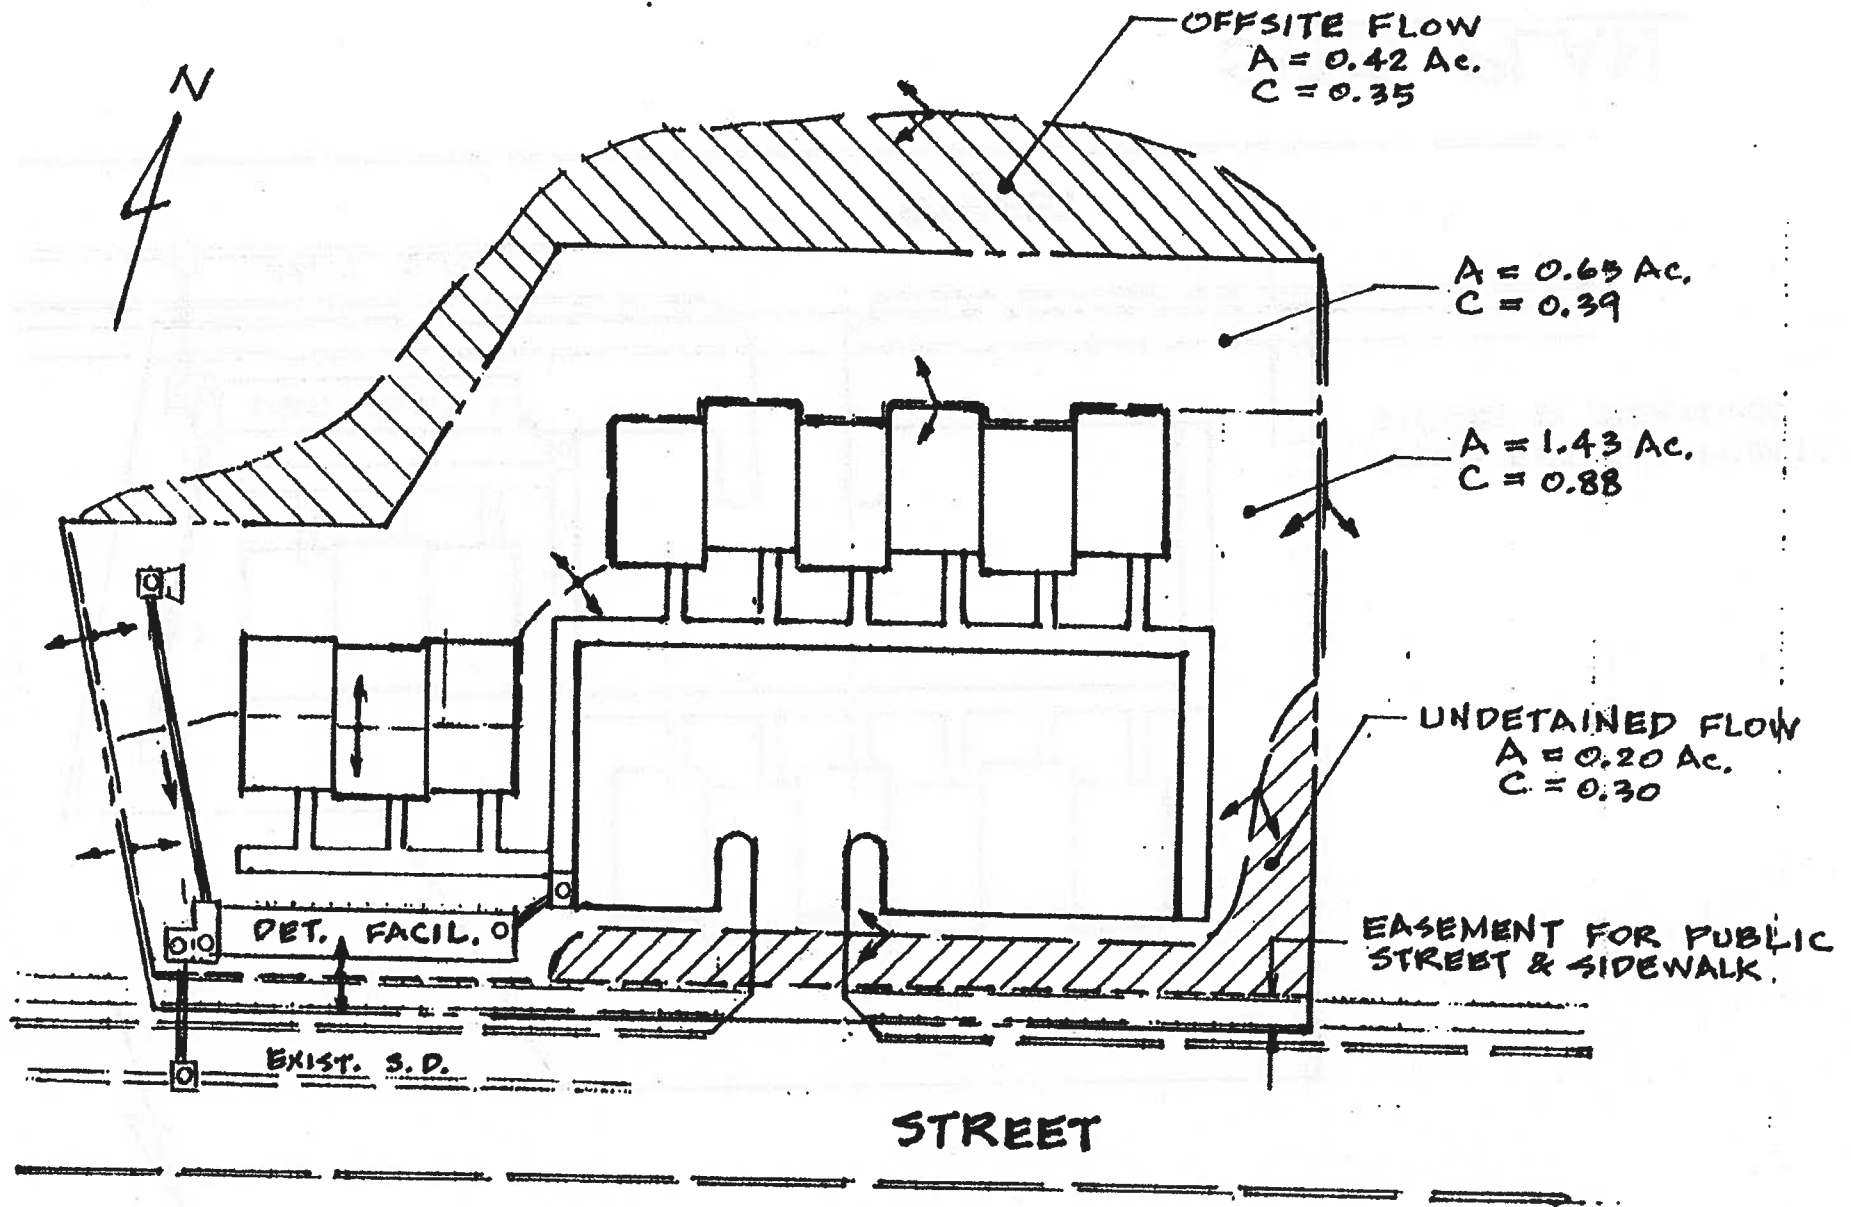 OFFSITE FLOW
A = 0.42 Ac.
C = 0.35
N
A = 0.65 Ac.
C = 0.39
A = 1.43 Ac.
C = 0.88
UNDETAINED FLOW
A = 0.20 Ac.
C = 0.30
EASEMENT FOR PUBLIC
STREET & SIDEWALK.
DET. FACIL.
EXIST. S.D.
STREET